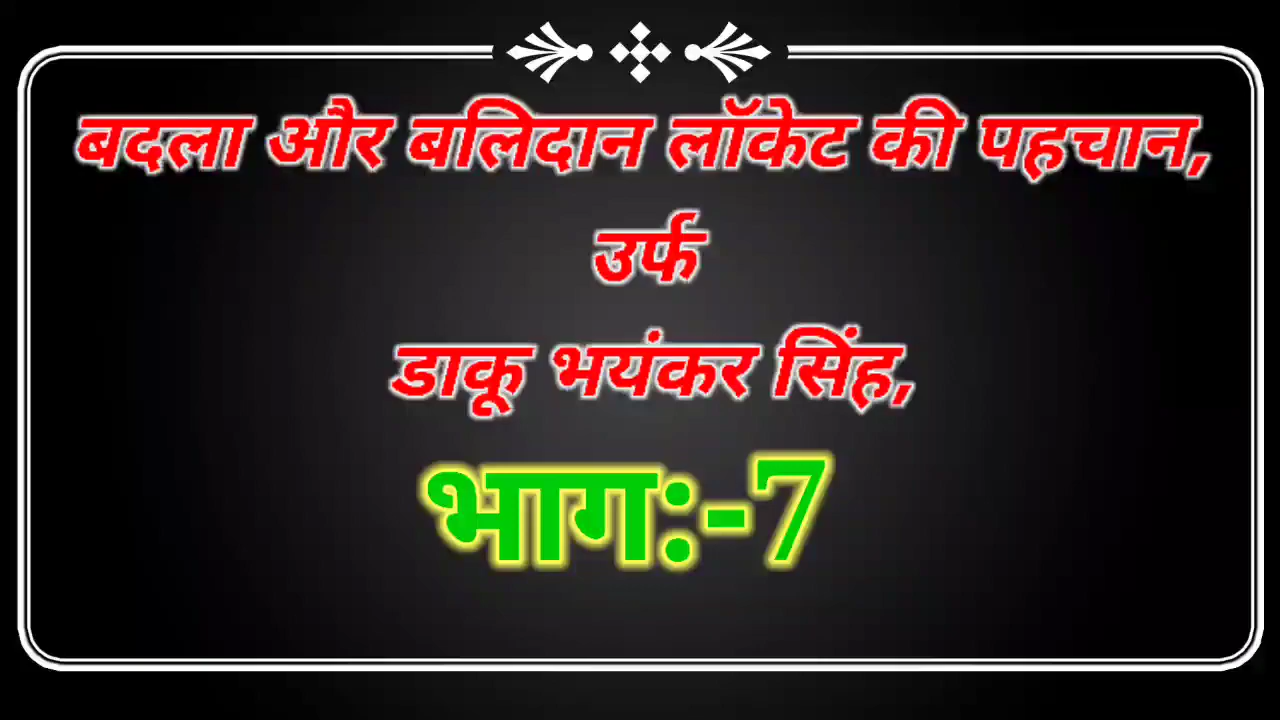 बदला और बलिदान लॉकेट की पहचान,
उर्फ
डाकू भयंकर सिंह,
भाग:-7